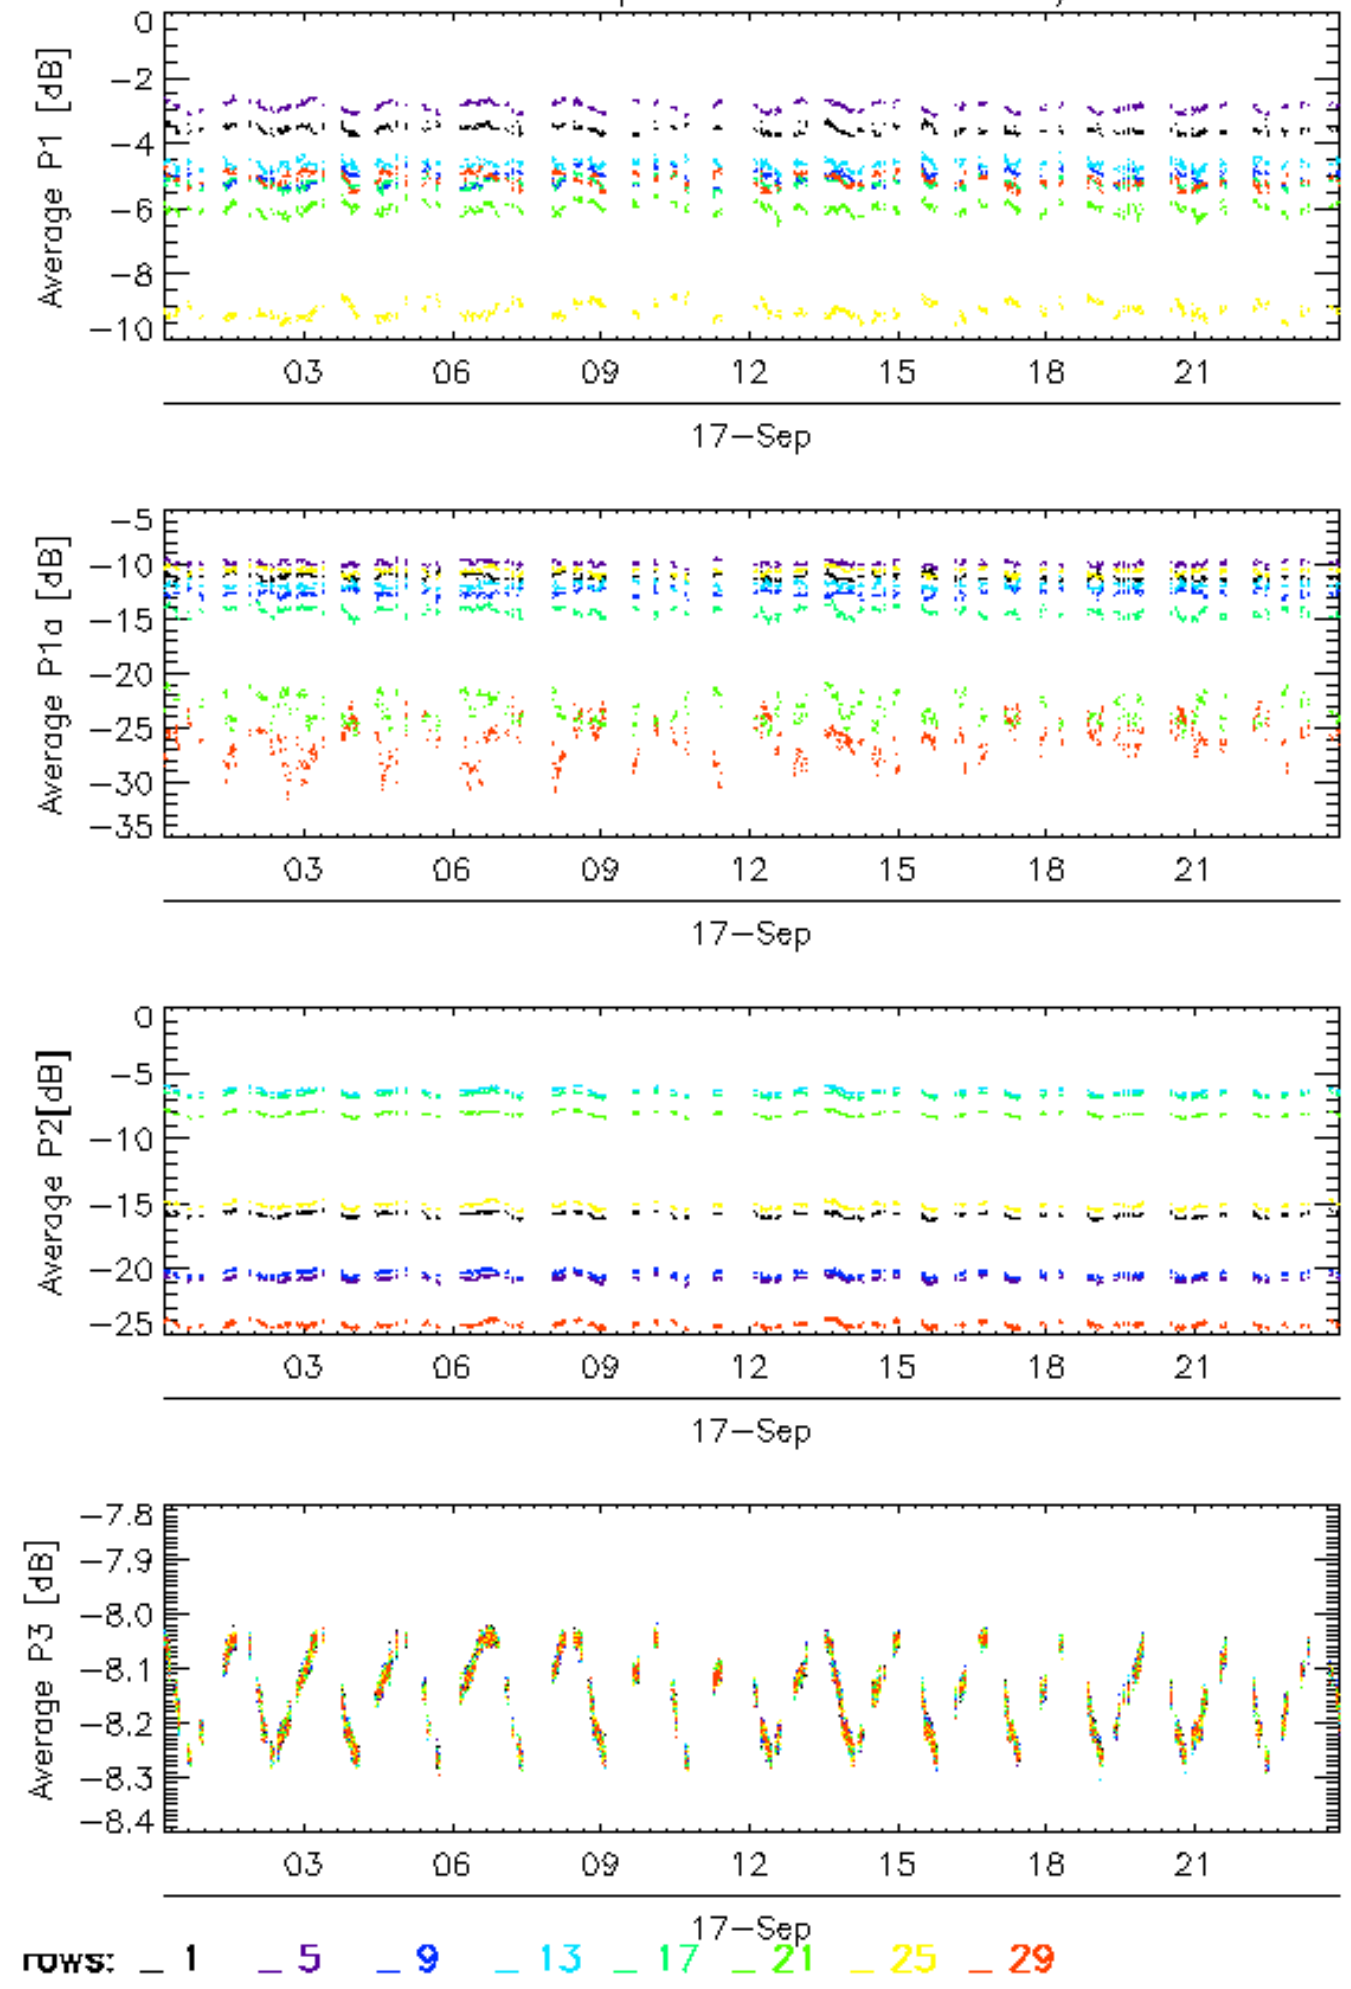 Average P1 [dB]
0
−2
−4
−6
−8
−10
03 06 09 12 15 18 21
17−Sep
Average P1a [dB]
−5
−10
−15
−20
−25
−30
−35
03 06 09 12 15 18 21
17−Sep
Average P2[dB]
0
−5
−10
−15
−20
−25
03 06 09 12 15 18 21
17−Sep
Average P3 [dB]
−7.8
−7.9
−8.0
−8.1
−8.2
−8.3
−8.4
03 06 09 12 15 18 21
17−Sep
rows: _ 1 _ 5 _ 9 _ 13 _ 17 _ 21 _ 25 _ 29